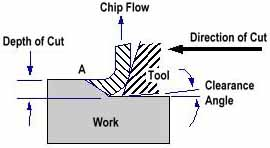 Chip Flow
Depth of Cut
Direction of Cut
A
Tool
Clearance
Angle
Work